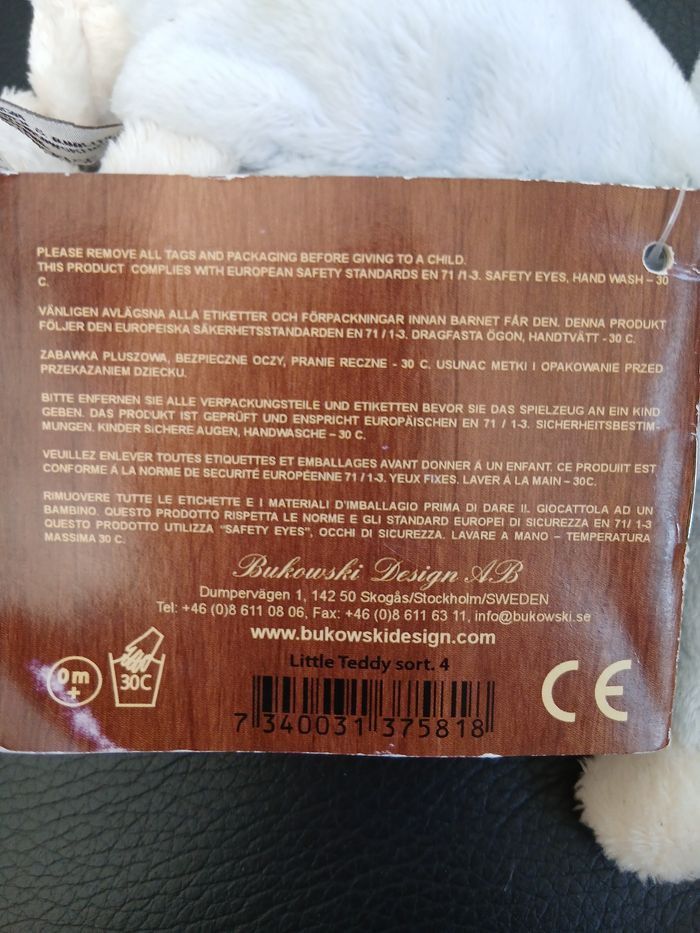 PLEASE REMOVE ALL TAGS AND PACKAGING BEFORE GIVING TO A CHILD.
THIS PRODUCT COMPLIES WITH EUROPEAN SAFETY STANDARDS EN 71 /1-3. SAFETY EYES, HAND WASH – 30
C.
VÄNLIGEN AVLÄGSNA ALLA ETIKETTER OCH FÖRPACKNINGAR INNAN BARNET FÅR DEN. DENNA PRODUKT
FÖLJER DEN EUROPEISKA SÄKERHETSSTANDARDEN EN 71 / 1-3. DRAGFASTA ÖGON, HANDTVÄTT - 30 C.
ZABAWKA PLUSZOWA, BEZPIECZNE OCZY, PRANIE RECZNE - 30 C. USUNAC METKI I OPAKOWANIE PRZED
PRZEKAZANIEM DZIECKU.
BITTE ENFERNEN SIE ALLE VERPACKUNGSTEILE UND ETIKETTEN BEVOR SIE DAS SPIELZEUG AN EIN KIND
GEBEN. DAS PRODUKT IST GEPRÜFT UND ENSPRICHT EUROPÄISCHEN EN 71 / 1-3. SICHERHEITSBESTIM-
MUNGEN. KINDER SICHERE AUGEN, HANDWASCHE – 30 C.
VEUILLEZ ENLEVER TOUTES ETIQUETTES ET EMBALLAGES AVANT DONNER Á UN ENFANT. CE PRODUIIT EST
CONFORME Á LA NORME DE SECURITÉ EUROPÉENNE 71 / 1-3. YEUX FIXES. LAVER Á LA MAIN – 30C.
RIMUOVERE TUTTE LE ETICHETTE E I MATERIALI D'IMBALLAGIO PRIMA DI DARE IL GIOCATTOLA AD UN
BAMBINO. QUESTO PRODOTTO RISPETTA LE NORME E GLI STANDARD EUROPEI DI SICUREZZA EN 71/ 1-3
QUESTO PRODOTTO UTILIZZA "SAFETY EYES", OCCHI DI SICUREZZA. LAVARE A MANO – TEMPERATURA
MASSIMA 30 C.
Bukowski Design AB
Dumpervägen 1, 142 50 Skogås/Stockholm/SWEDEN
Tel: +46 (0)8 611 08 06, Fax: +46 (0)8 611 63 11, info@bukowski.se
www.bukowskidesign.com
Little Teddy sort. 4
0 m
+
30C
7 340031 375818
CE